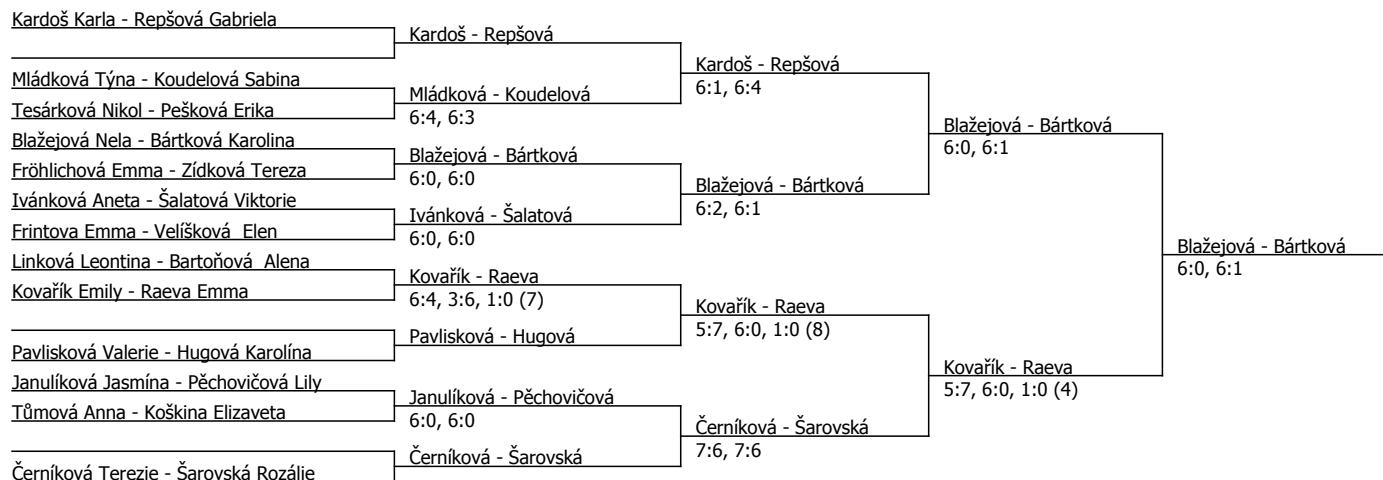 Kardoš Karla - Repšová Gabriela
Mládková Týna - Koudelová Sabina
Tesárková Nikol - Pešková Erika
Blažejová Nela - Bártková Karolina
Fröhlichová Emma - Zídková Tereza
Ivánková Aneta - Šalatová Viktorie
Frintova Emma - Velíšková  Elen
Linková Leontina - Bartoňová  Alena
Kovařík Emily - Raeva Emma
Pavlisková Valerie - Hugová Karolína
Janulíková Jasmína - Pěchovičová Lily
Tůmová Anna - Koškina Elizaveta
Černíková Terezie - Šarovská Rozálie
Kardoš - Repšová
Mládková - Koudelová
6:4, 6:3
Blažejová - Bártková
6:0, 6:0
Ivánková - Šalatová
6:0, 6:0
Kovařík - Raeva
6:4, 3:6, 1:0 (7)
Pavlisková - Hugová
Janulíková - Pěchovičová
6:0, 6:0
Černíková - Šarovská
Kardoš - Repšová
6:1, 6:4
Blažejová - Bártková
6:2, 6:1
Kovařík - Raeva
5:7, 6:0, 1:0 (8)
Černíková - Šarovská
7:6, 7:6
Blažejová - Bártková
6:0, 6:1
Kovařík - Raeva
5:7, 6:0, 1:0 (4)
Blažejová - Bártková
6:0, 6:1